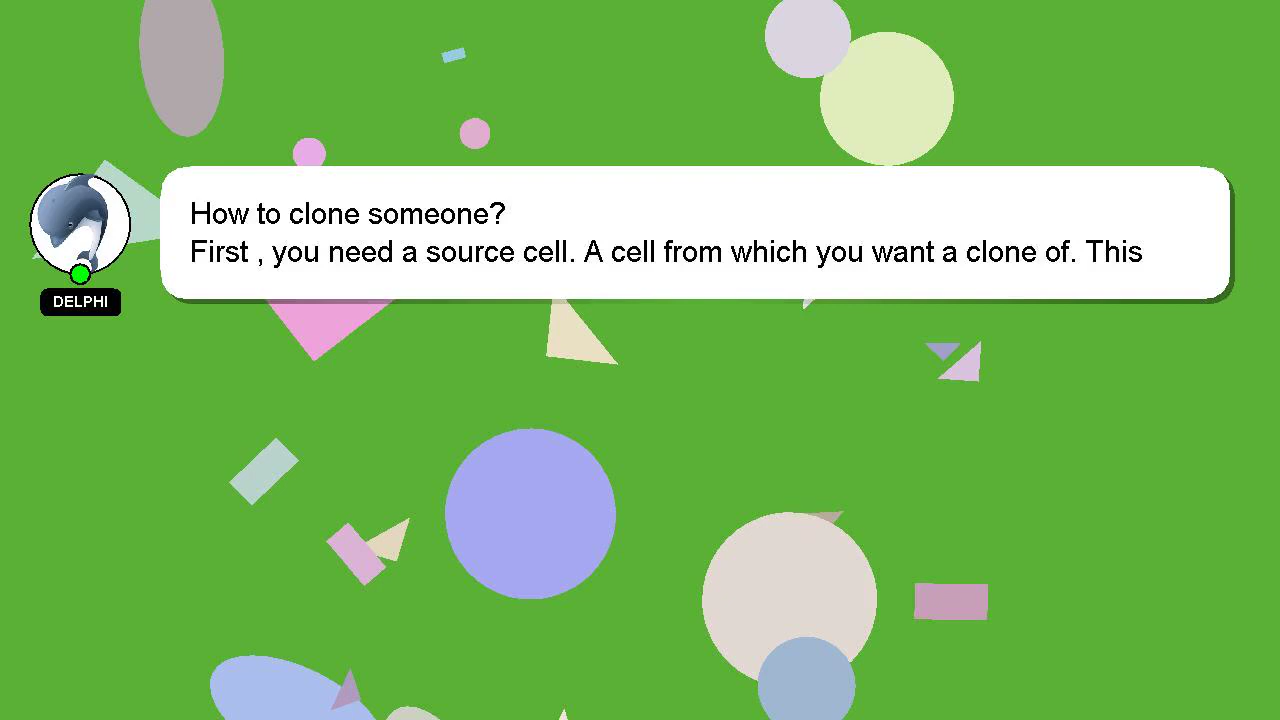 How to clone someone?
First , you need a source cell. A cell from which you want a clone of. This
DELPHI